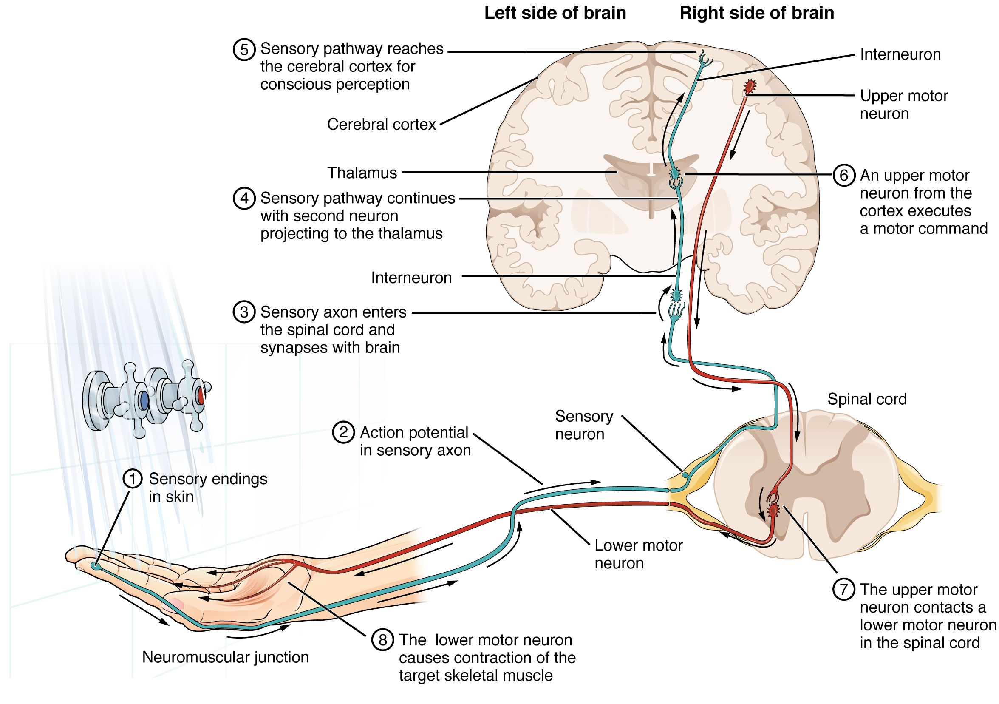 Left side of brain
Right side of brain
5 Sensory pathway reaches
the cerebral cortex for
conscious perception
Interneuron
Upper motor
neuron
Cerebral cortex
Thalamus
6 An upper motor
neuron from the
cortex executes
a motor command
4 Sensory pathway continues
with second neuron
projecting to the thalamus
Interneuron
3 Sensory axon enters
the spinal cord and
synapses with brain
Spinal cord
Sensory
neuron
2 Action potential
in sensory axon
1 Sensory endings
in skin
Lower motor
neuron
7 The upper motor
neuron contacts a
lower motor neuron
in the spinal cord
8 The lower motor neuron
causes contraction of the
target skeletal muscle
Neuromuscular junction